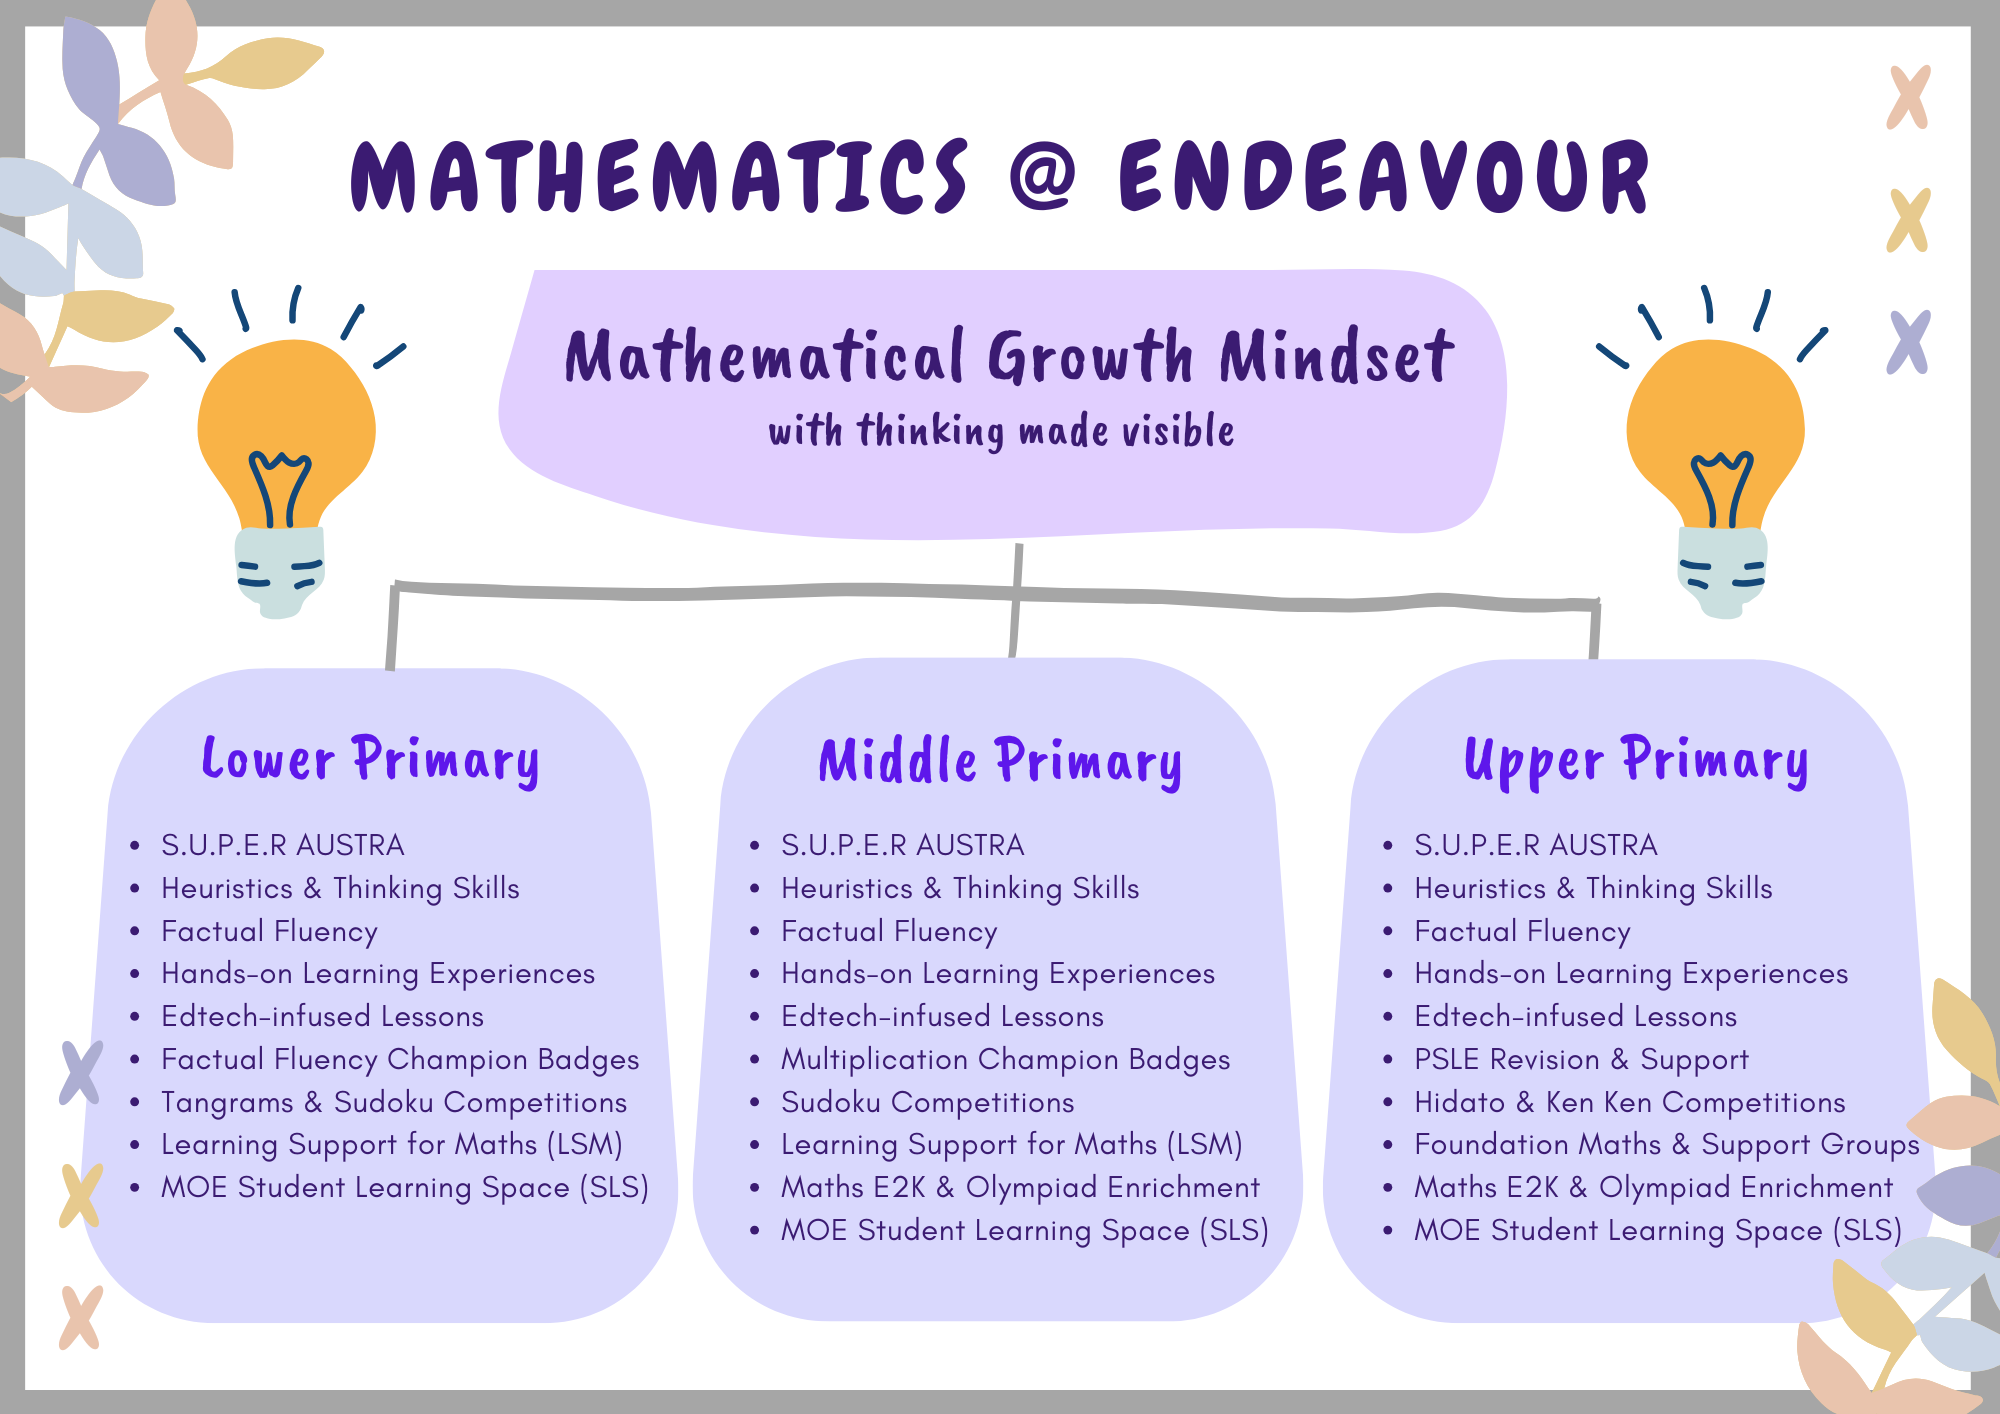 MATHEMATICS @ ENDEAVOUR
Mathematical Growth Mindset
with thinking made visible
Lower Primary
• S.U.P.E.R AUSTRA
• Heuristics & Thinking Skills
• Factual Fluency
• Hands-on Learning Experiences
• Edtech-infused Lessons
• Factual Fluency Champion Badges
• Tangrams & Sudoku Competitions
• Learning Support for Maths (LSM)
• MOE Student Learning Space (SLS)
Middle Primary
• S.U.P.E.R AUSTRA
• Heuristics & Thinking Skills
• Factual Fluency
• Hands-on Learning Experiences
• Edtech-infused Lessons
• Multiplication Champion Badges
• Sudoku Competitions
• Learning Support for Maths (LSM)
• Maths E2K & Olympiad Enrichment
• MOE Student Learning Space (SLS)
Upper Primary
• S.U.P.E.R AUSTRA
• Heuristics & Thinking Skills
• Factual Fluency
• Hands-on Learning Experiences
• Edtech-infused Lessons
• PSLE Revision & Support
• Hidato & Ken Ken Competitions
• Foundation Maths & Support Groups
• Maths E2K & Olympiad Enrichment
• MOE Student Learning Space (SLS)